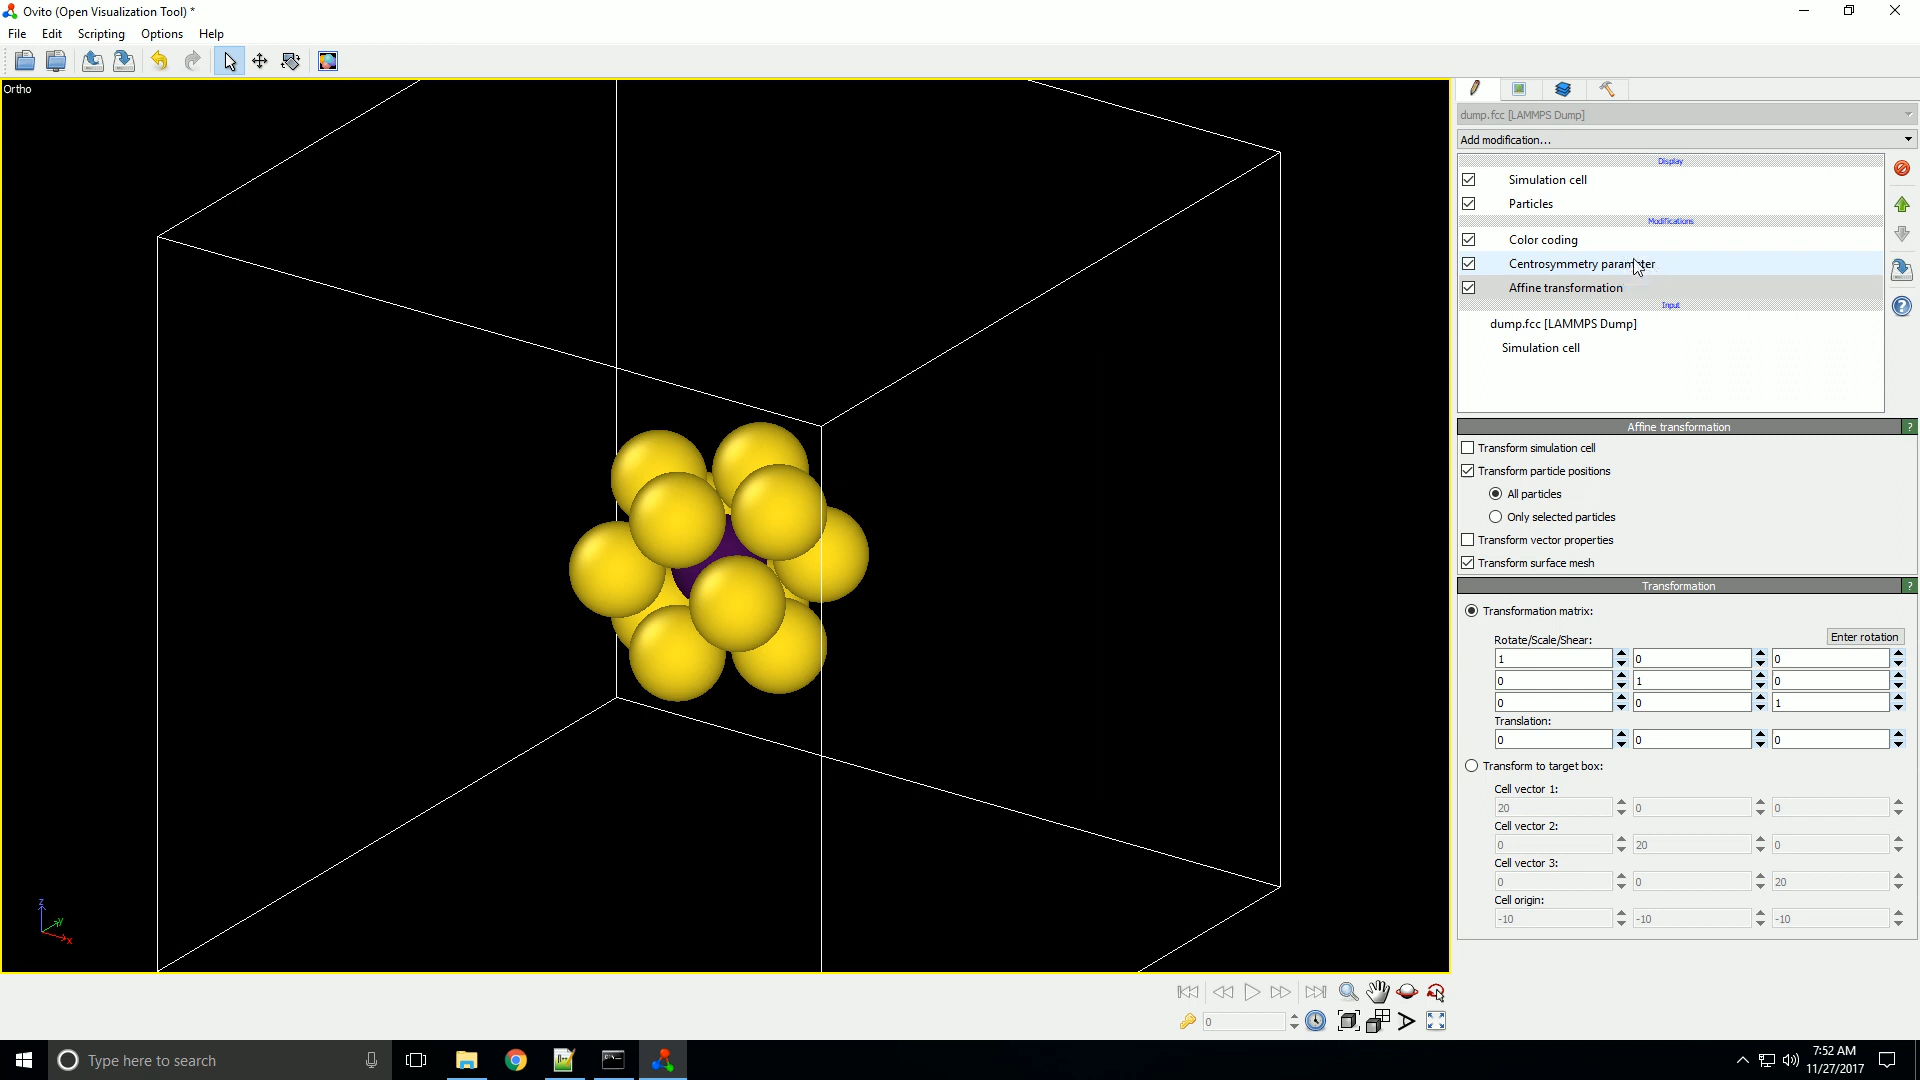 Ovito (Open Visualization Tool) *
File Edit Scripting Options Help
Ortho
dump.fcc [LAMMPS Dump]
Add modification...
Display
Simulation cell
Particles
Modifications
Color coding
Centrosymmetry parameter
Affine transformation
Input
dump.fcc [LAMMPS Dump]
Simulation cell
Affine transformation ?
Transform simulation cell
Transform particle positions
All particles
Only selected particles
Transform vector properties
Transform surface mesh
Transformation ?
Transformation matrix:
Rotate/Scale/Shear: Enter rotation
1 0 0
0 1 0
0 0 1
Translation:
0 0 0
Transform to target box:
Cell vector 1:
20 0 0
Cell vector 2:
0 20 0
Cell vector 3:
0 0 20
Cell origin:
-10 -10 -10
z
y
x
0
Type here to search
7:52 AM
11/27/2017